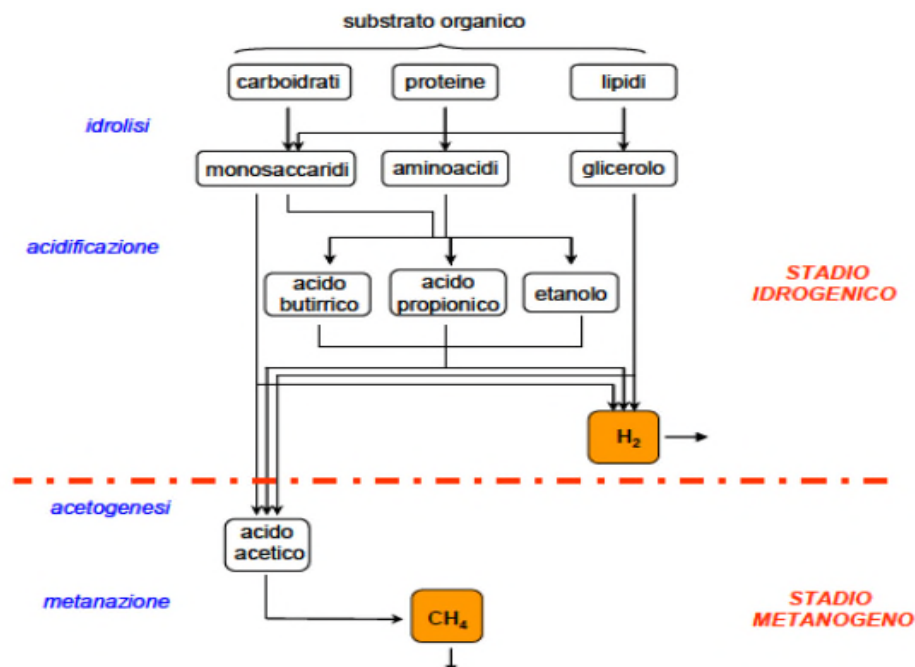 substrato organico
carboidrati
proteine
lipidi
idrolisi
monosaccaridi
aminoacidi
glicerolo
acidificazione
acido
butirrico
acido
propionico
etanolo
STADIO
IDROGENICO
H₂
acetogenesi
acido
acetico
metanazione
CH₄
STADIO
METANOGENO